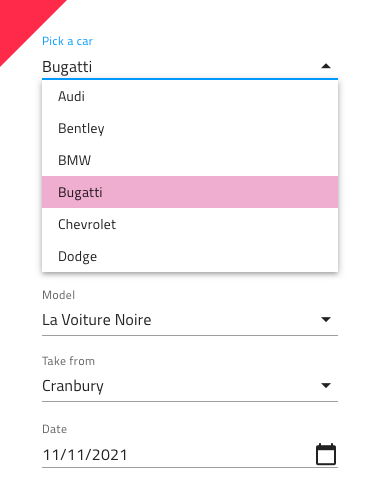 Pick a car
Bugatti
Audi
Bentley
BMW
Bugatti
Chevrolet
Dodge
Model
La Voiture Noire
Take from
Cranbury
Date
11/11/2021